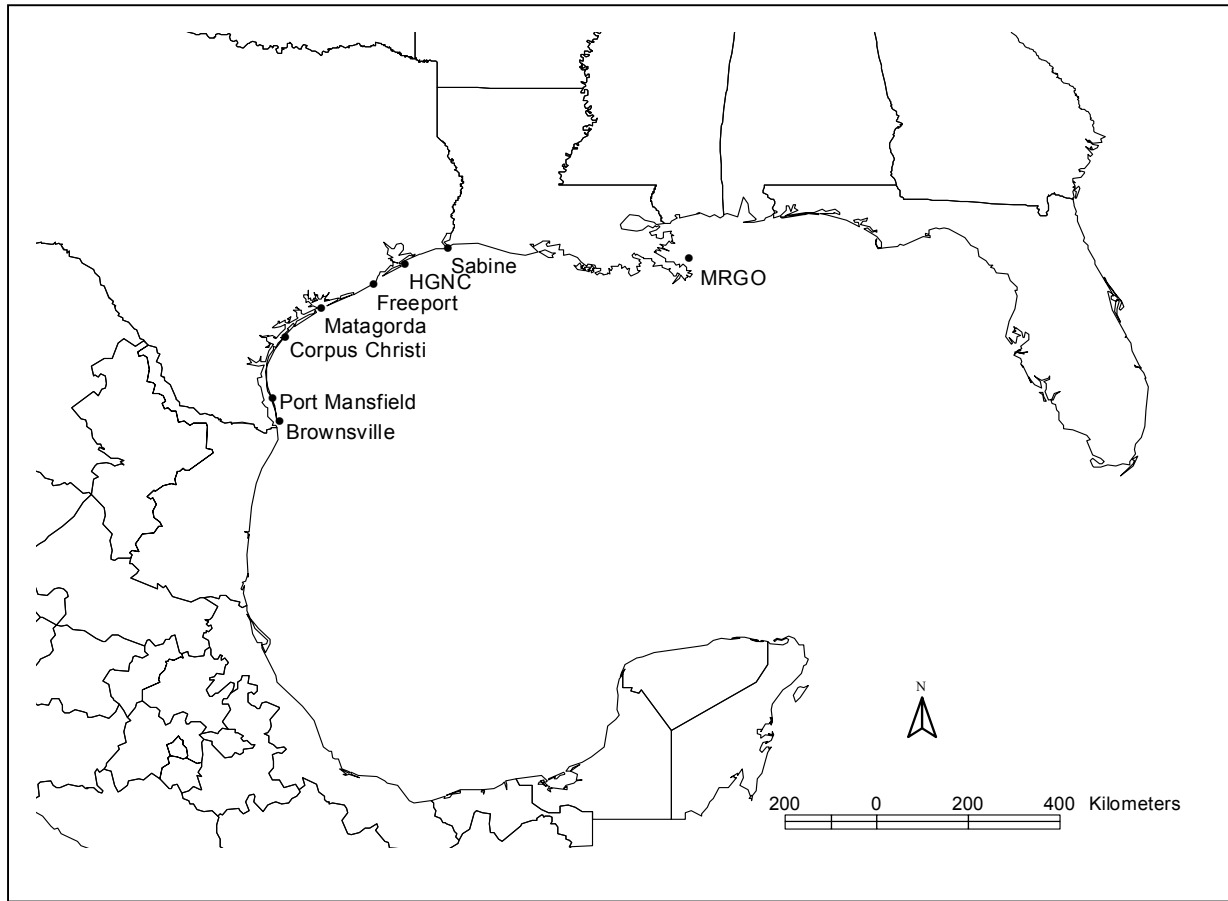 Sabine
HGNC
MRGO
Freeport
Matagorda
Corpus Christi
Port Mansfield
Brownsville
N
200 0 200 400 Kilometers